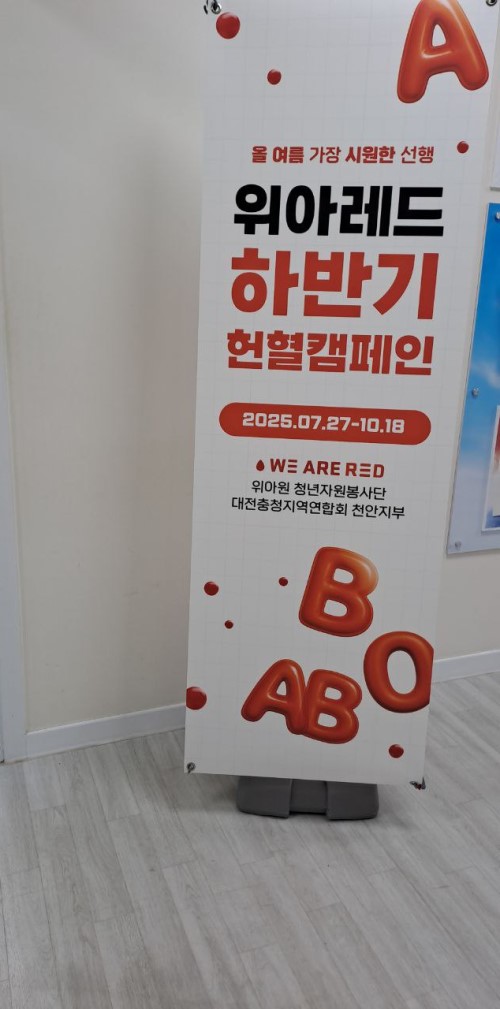 A
올 여름 가장 시원한 선행
위아레드
하반기
헌혈캠페인
2025.07.27-10.18
WE ARE RED
위아원 청년자원봉사단
대전충청지역연합회 천안지부
B
O
AB